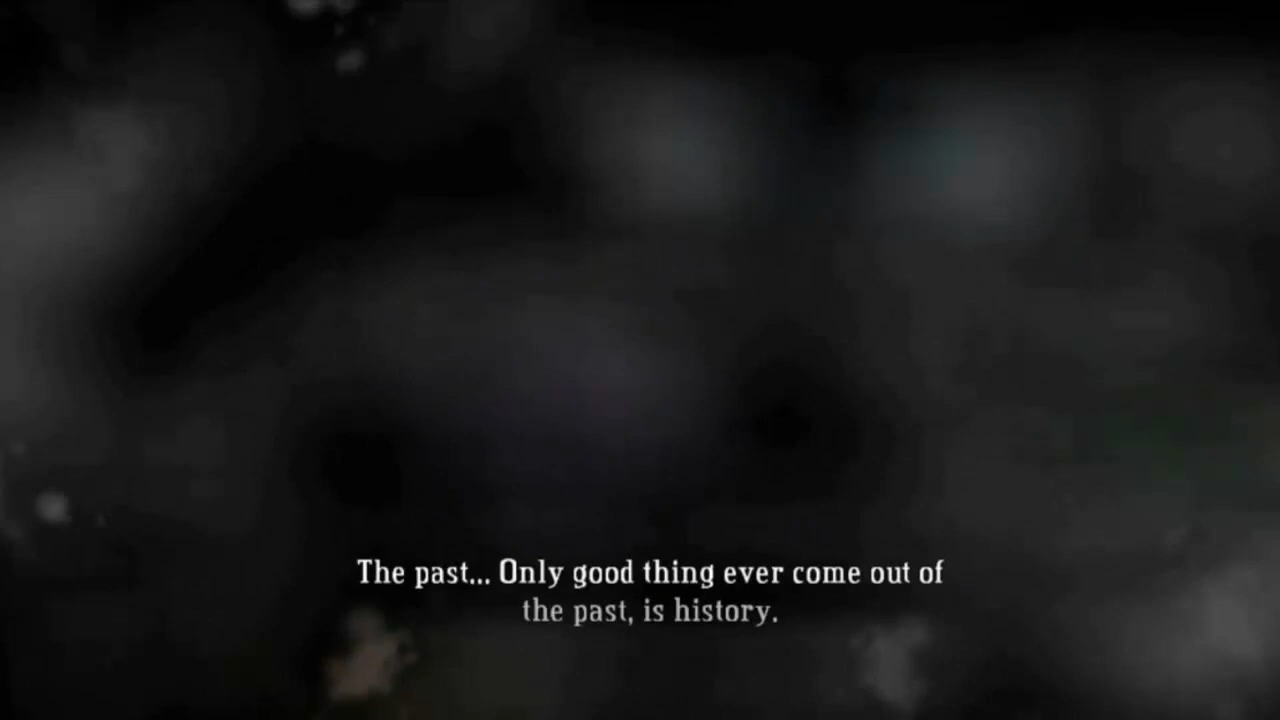 The past... Only good thing ever come out of
the past, is history.